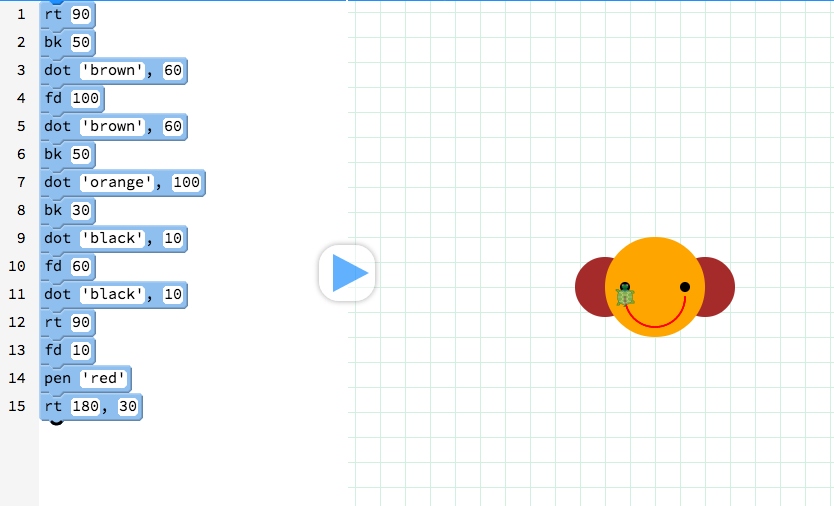 1 rt 90
2 bk 50
3 dot 'brown', 60
4 fd 100
5 dot 'brown', 60
6 bk 50
7 dot 'orange', 100
8 bk 30
9 dot 'black', 10
10 fd 60
11 dot 'black', 10
12 rt 90
13 fd 10
14 pen 'red'
15 rt 180, 30